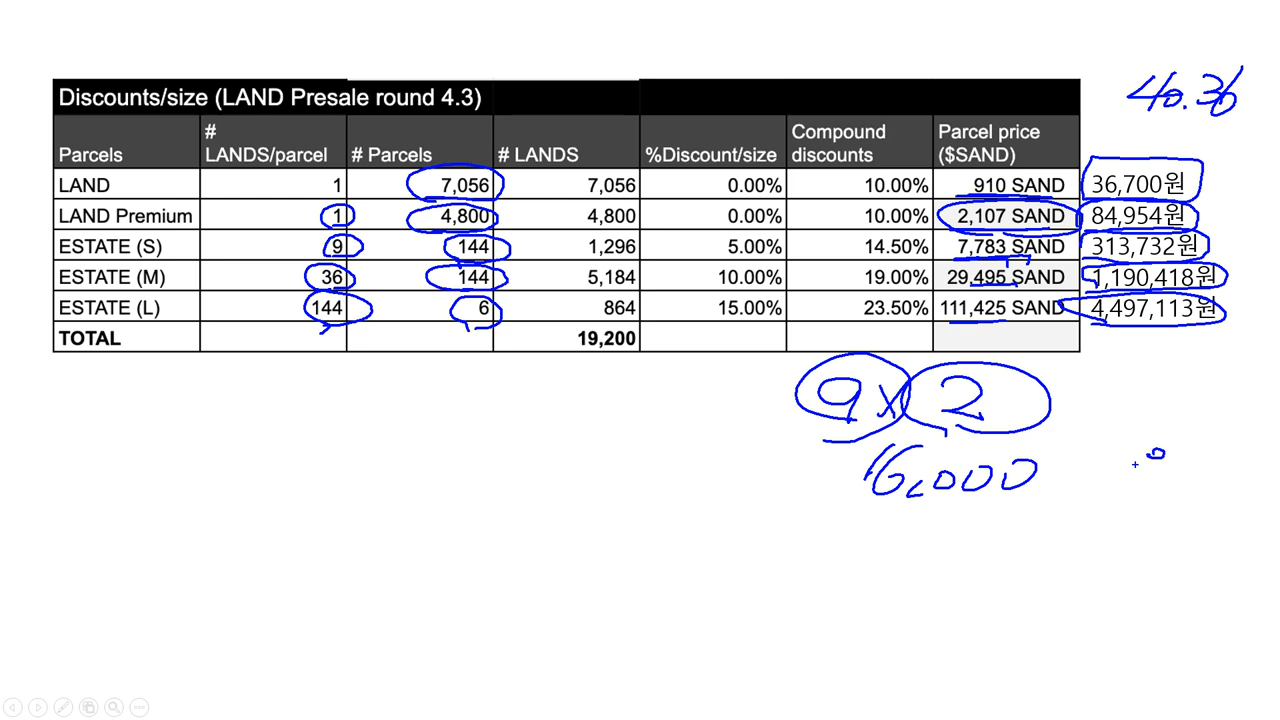 40.36
Discounts/size (LAND Presale round 4.3)
Parcels # LANDS/parcel # Parcels # LANDS %Discount/size Compound discounts Parcel price ($SAND)
LAND 1 7,056 7,056 0.00% 10.00% 910 SAND 36,700원
LAND Premium 1 4,800 4,800 0.00% 10.00% 2,107 SAND 84,954원
ESTATE (S) 9 144 1,296 5.00% 14.50% 7,783 SAND 313,732원
ESTATE (M) 36 144 5,184 10.00% 19.00% 29,495 SAND 1,190,418원
ESTATE (L) 144 6 864 15.00% 23.50% 111,425 SAND 4,497,113원
TOTAL 19,200
9 x 2
16,000